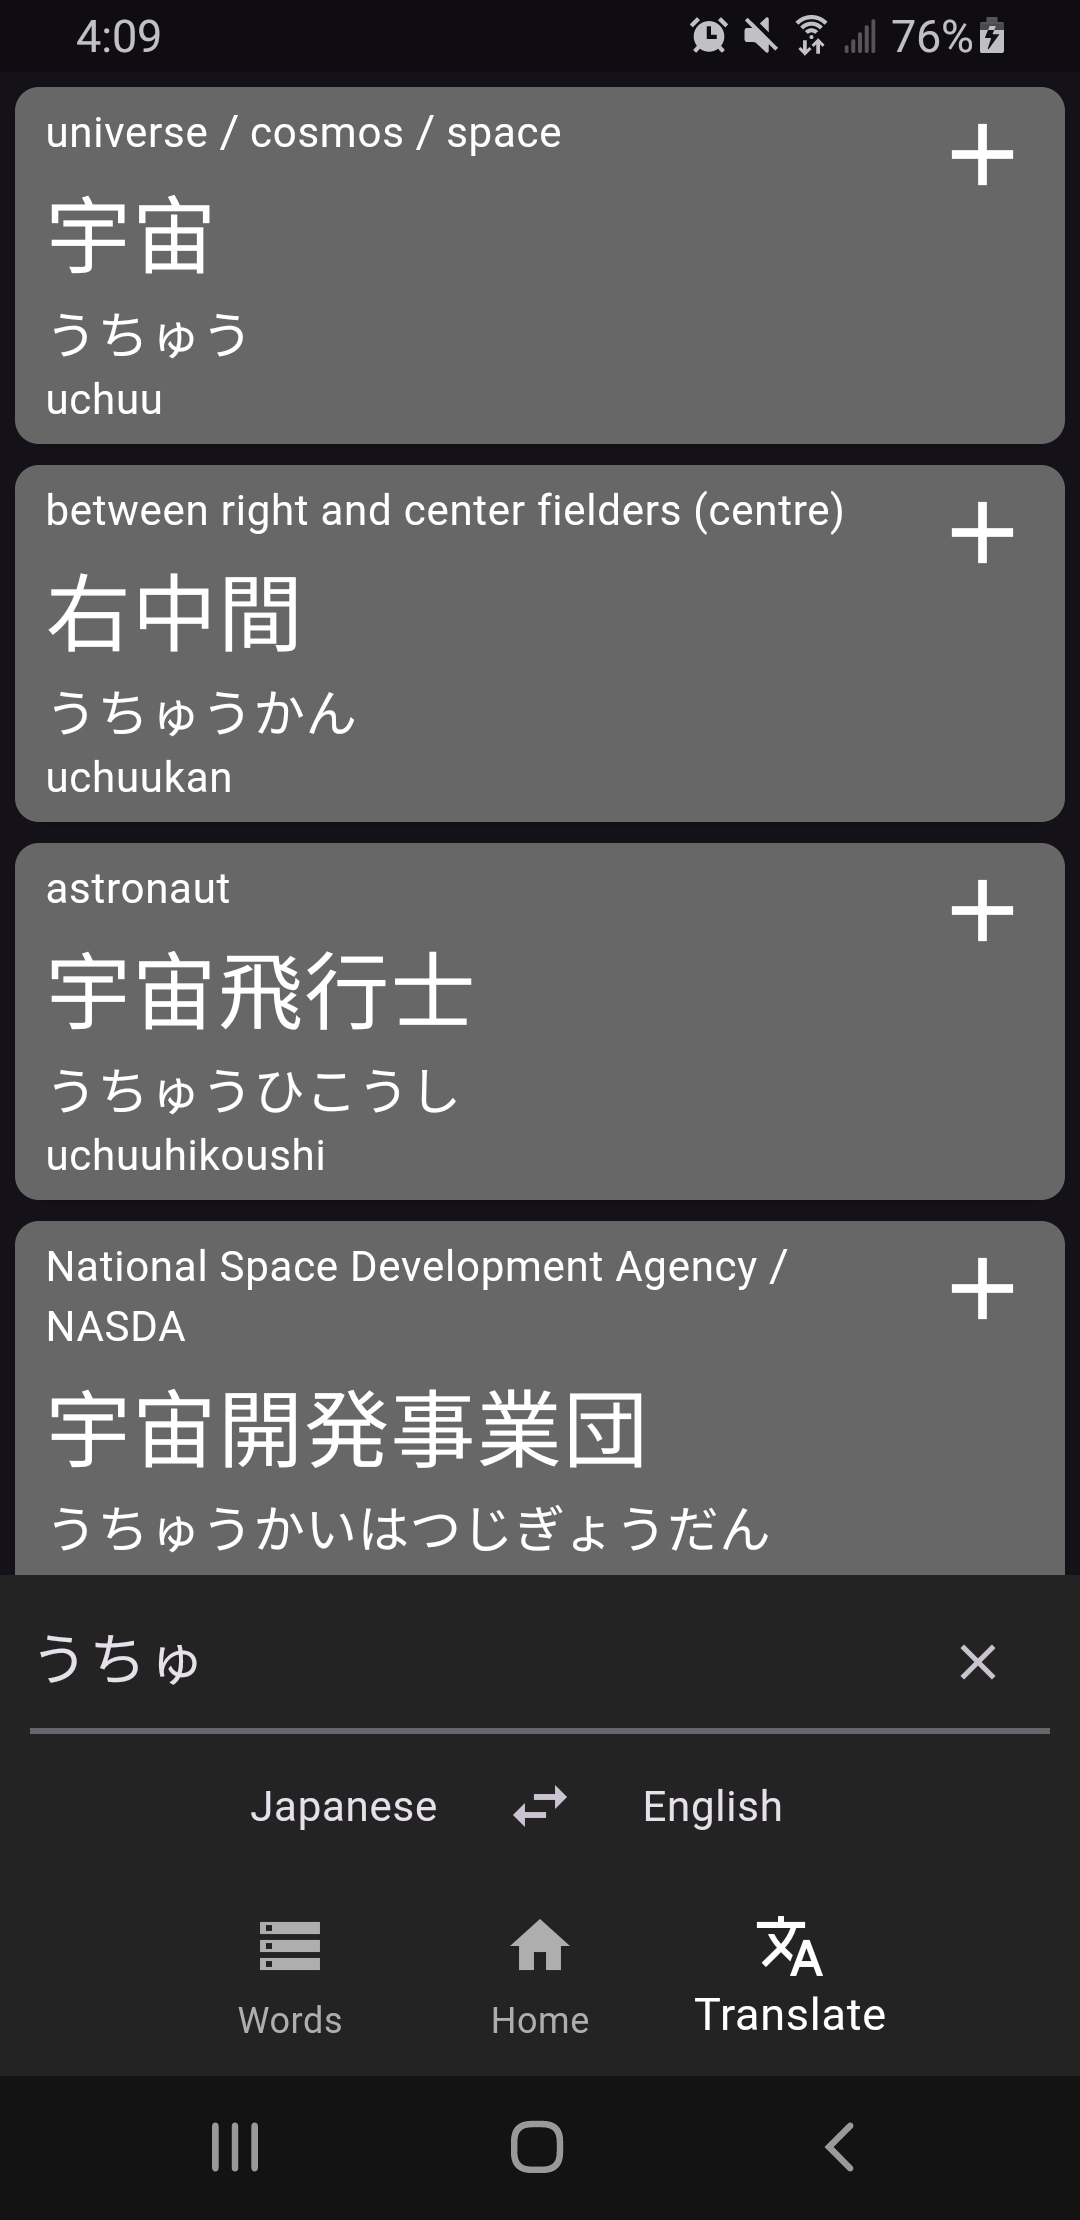 4:09
76%
universe / cosmos / space
宇宙
うちゅう
uchuu
between right and center fielders (centre)
右中間
うちゅうかん
uchuukan
astronaut
宇宙飛行士
うちゅうひこうし
uchuuhikoushi
National Space Development Agency /
NASDA
宇宙開発事業団
うちゅうかいはつじぎょうだん
うちゅ
Japanese
English
Words
Home
Translate